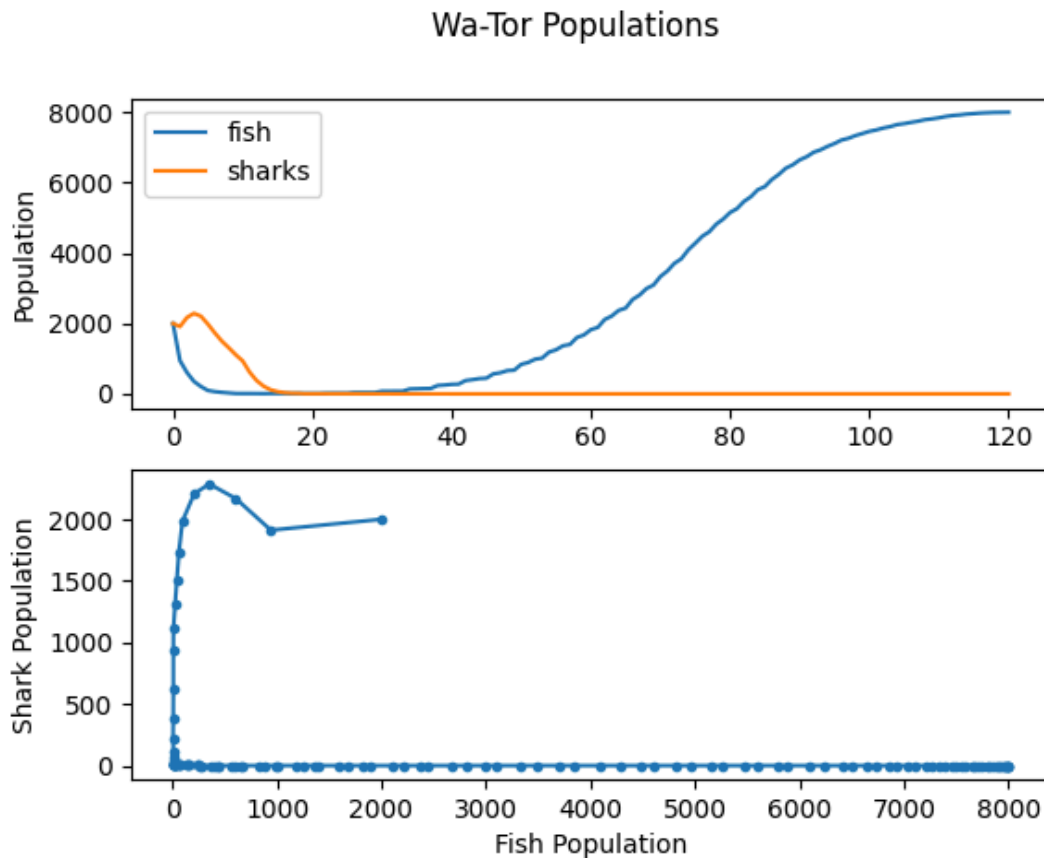 Wa-Tor Populations
8000
6000
4000
2000
0
Population
fish
sharks
0 20 40 60 80 100 120
2000
1500
1000
500
0
Shark Population
0 1000 2000 3000 4000 5000 6000 7000 8000
Fish Population